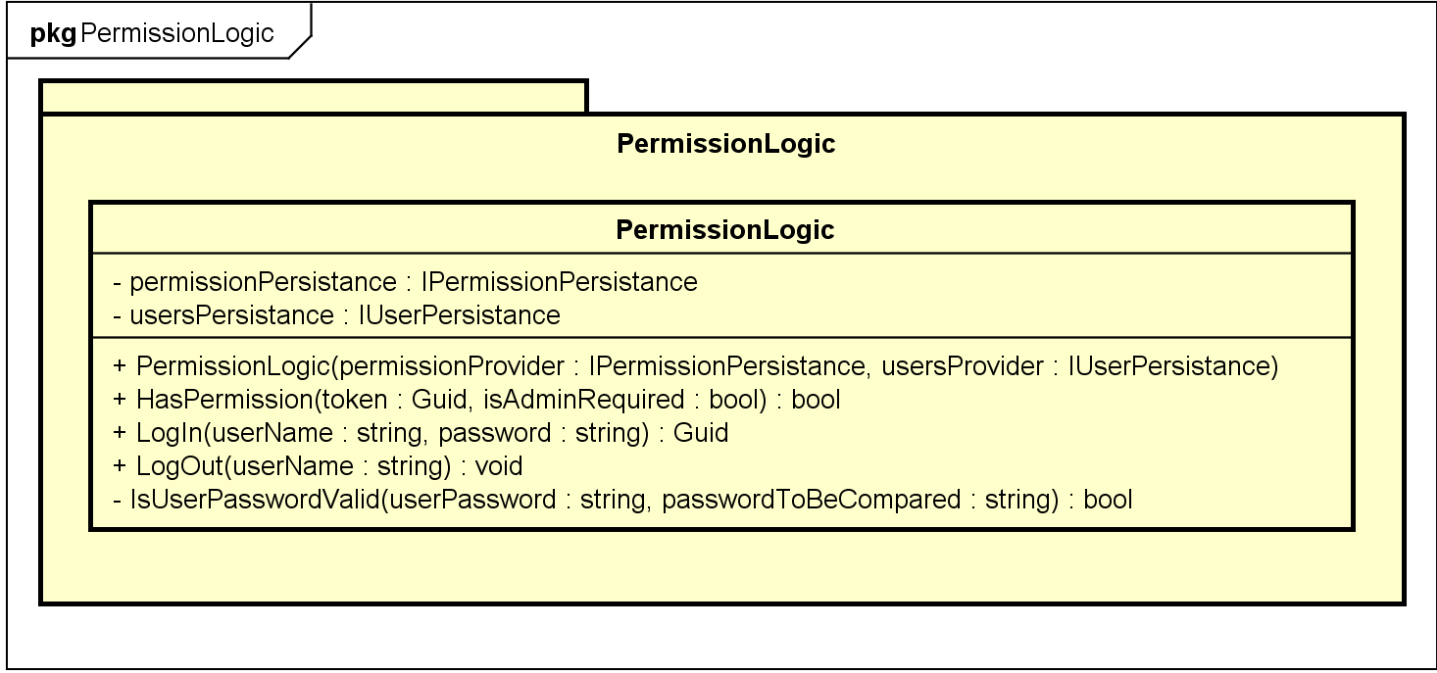 pkg PermissionLogic
PermissionLogic
PermissionLogic
- permissionPersistance : IPermissionPersistance
- usersPersistance : IUserPersistance
+ PermissionLogic(permissionProvider : IPermissionPersistance, usersProvider : IUserPersistance)
+ HasPermission(token : Guid, isAdminRequired : bool) : bool
+ LogIn(userName : string, password : string) : Guid
+ LogOut(userName : string) : void
- IsUserPasswordValid(userPassword : string, passwordToBeCompared : string) : bool